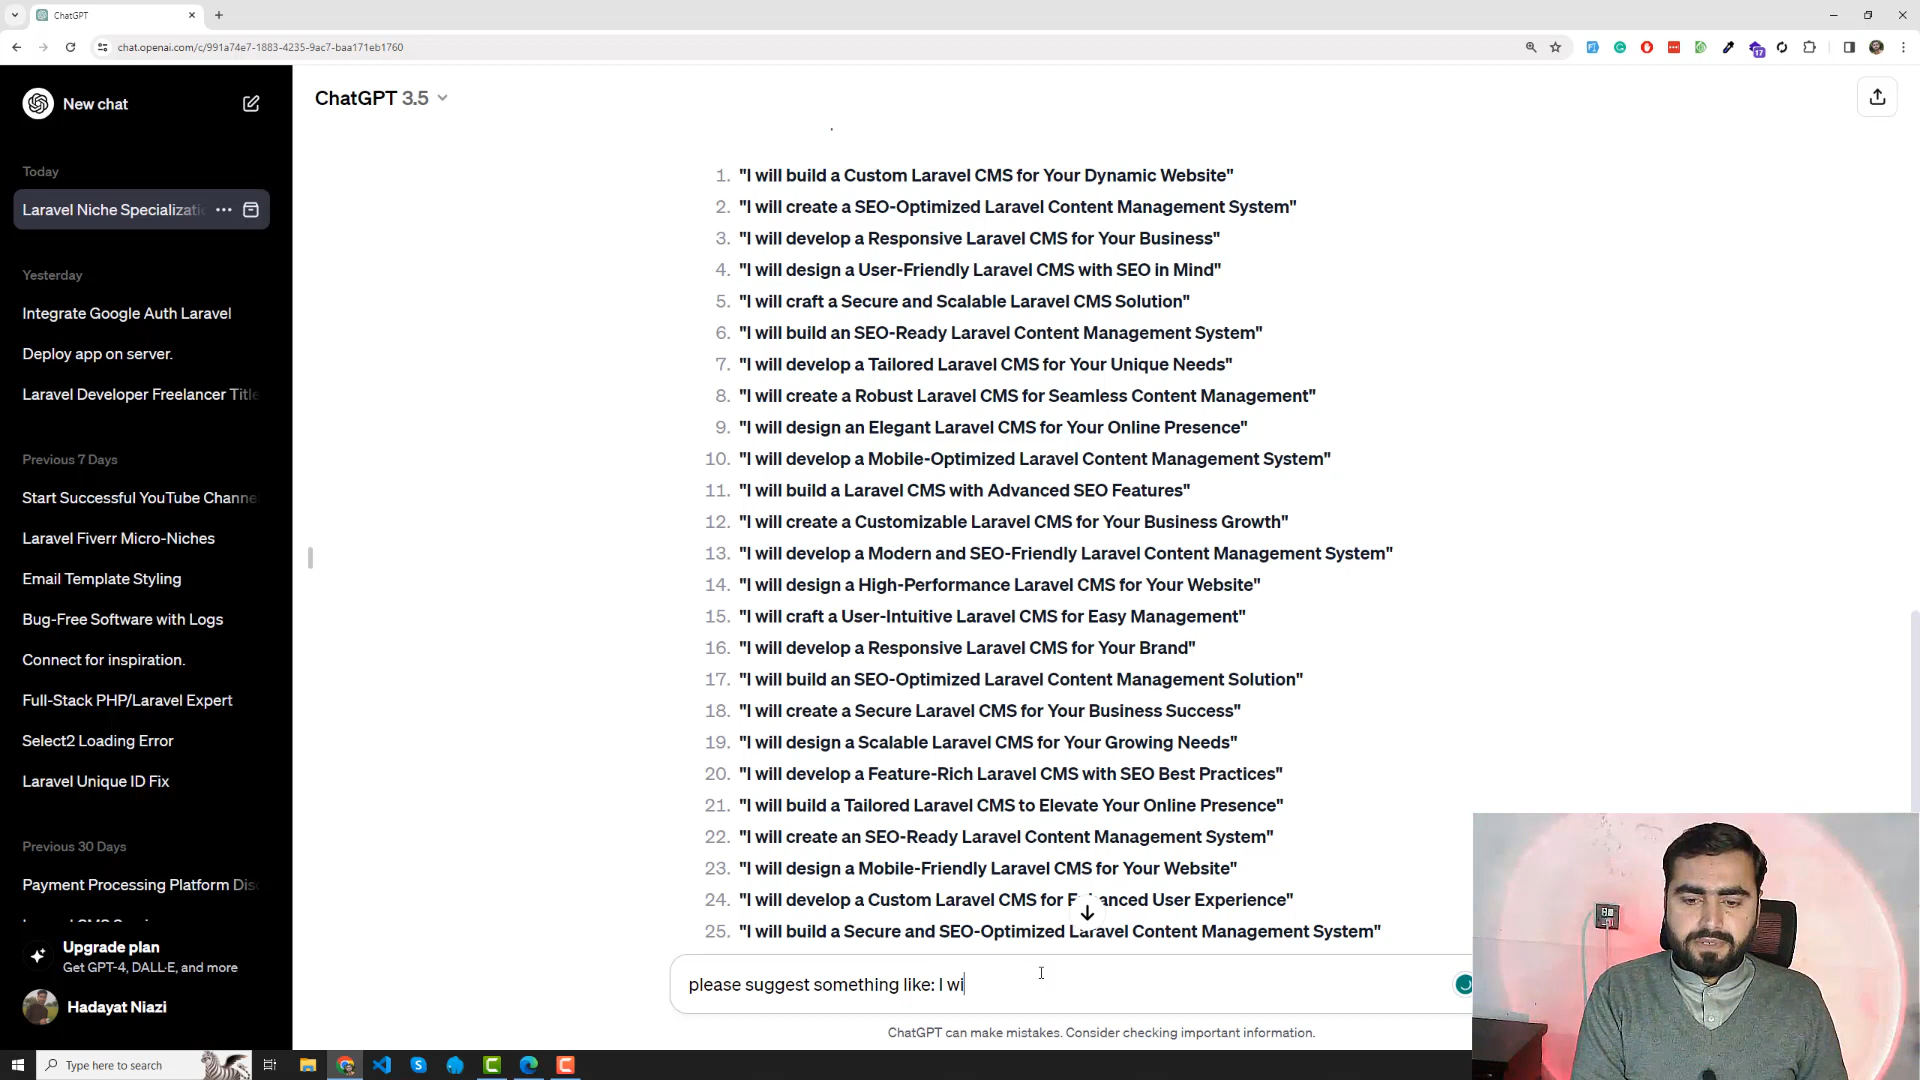 ChatGPT
chat.openai.com/c/991a74e7-1883-4235-9ac7-baa171eb1760
17
New chat
Today
Laravel Niche Specializati
Yesterday
Integrate Google Auth Laravel
Deploy app on server.
Laravel Developer Freelancer Title
Previous 7 Days
Start Successful YouTube Channe
Laravel Fiverr Micro-Niches
Email Template Styling
Bug-Free Software with Logs
Connect for inspiration.
Full-Stack PHP/Laravel Expert
Select2 Loading Error
Laravel Unique ID Fix
Previous 30 Days
Payment Processing Platform Disc
Upgrade plan
Get GPT-4, DALL·E, and more
Hadayat Niazi
ChatGPT 3.5
1. "I will build a Custom Laravel CMS for Your Dynamic Website"
2. "I will create a SEO-Optimized Laravel Content Management System"
3. "I will develop a Responsive Laravel CMS for Your Business"
4. "I will design a User-Friendly Laravel CMS with SEO in Mind"
5. "I will craft a Secure and Scalable Laravel CMS Solution"
6. "I will build an SEO-Ready Laravel Content Management System"
7. "I will develop a Tailored Laravel CMS for Your Unique Needs"
8. "I will create a Robust Laravel CMS for Seamless Content Management"
9. "I will design an Elegant Laravel CMS for Your Online Presence"
10. "I will develop a Mobile-Optimized Laravel Content Management System"
11. "I will build a Laravel CMS with Advanced SEO Features"
12. "I will create a Customizable Laravel CMS for Your Business Growth"
13. "I will develop a Modern and SEO-Friendly Laravel Content Management System"
14. "I will design a High-Performance Laravel CMS for Your Website"
15. "I will craft a User-Intuitive Laravel CMS for Easy Management"
16. "I will develop a Responsive Laravel CMS for Your Brand"
17. "I will build an SEO-Optimized Laravel Content Management Solution"
18. "I will create a Secure Laravel CMS for Your Business Success"
19. "I will design a Scalable Laravel CMS for Your Growing Needs"
20. "I will develop a Feature-Rich Laravel CMS with SEO Best Practices"
21. "I will build a Tailored Laravel CMS to Elevate Your Online Presence"
22. "I will create an SEO-Ready Laravel Content Management System"
23. "I will design a Mobile-Friendly Laravel CMS for Your Website"
24. "I will develop a Custom Laravel CMS for Enhanced User Experience"
25. "I will build a Secure and SEO-Optimized Laravel Content Management System"
please suggest something like: I wi
ChatGPT can make mistakes. Consider checking important information.
Type here to search